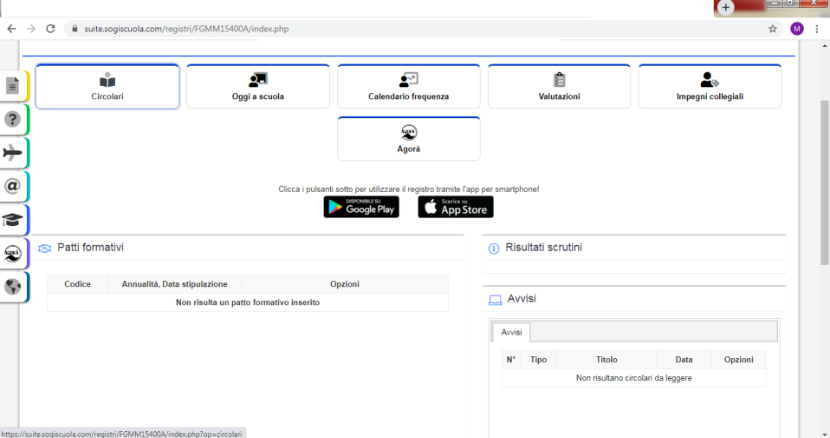 suite.sogiscuola.com/registri/FGMM15400A/index.php
M
Circolari
Oggi a scuola
Calendario frequenza
Valutazioni
Impegni collegiali
Agorà
Clicca i pulsanti sotto per utilizzare il registro tramite l'app per smartphone!
DISPONIBILE SU
Google Play
Scarica su
App Store
Patti formativi
Risultati scrutini
Codice Annualità, Data stipulazione Opzioni
Non risulta un patto formativo inserito
Avvisi
Avvisi
N° Tipo Titolo Data Opzioni
Non risultano circolari da leggere
https://suite.sogiscuola.com/registri/FGMM15400A/index.php?op=circolari